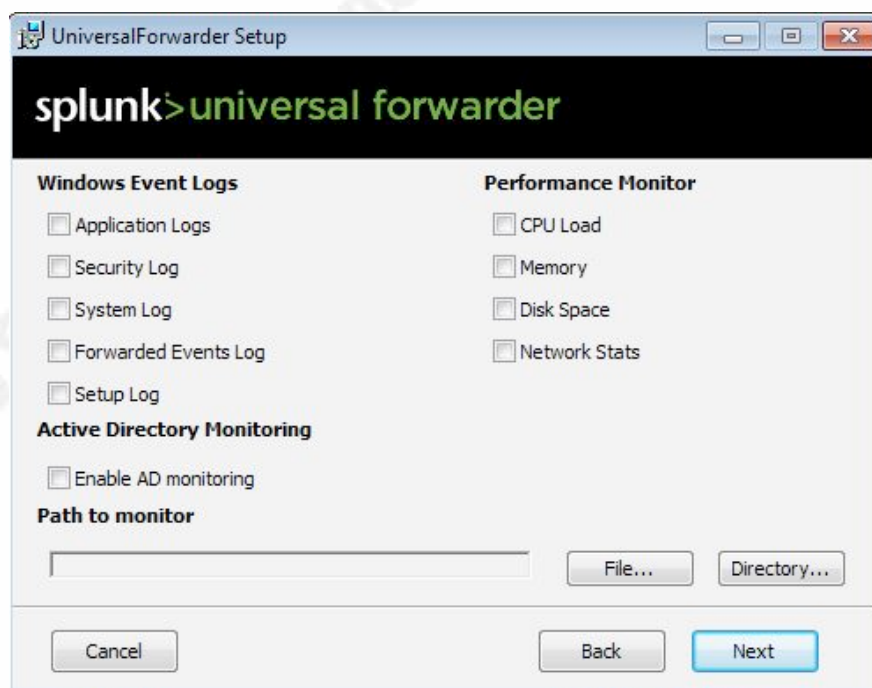 UniversalForwarder Setup
splunk>universal forwarder
Windows Event Logs
Application Logs
Security Log
System Log
Forwarded Events Log
Setup Log
Active Directory Monitoring
Enable AD monitoring
Path to monitor
Performance Monitor
CPU Load
Memory
Disk Space
Network Stats
File...
Directory...
Cancel
Back
Next